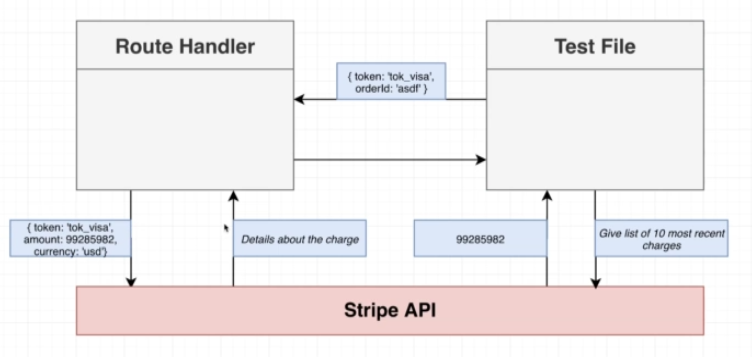 Route Handler
Test File
{ token: 'tok_visa',
orderId: 'asdf' }
{ token: 'tok_visa',
amount: 99285982,
currency: 'usd'}
Details about the charge
99285982
Give list of 10 most recent
charges
Stripe API